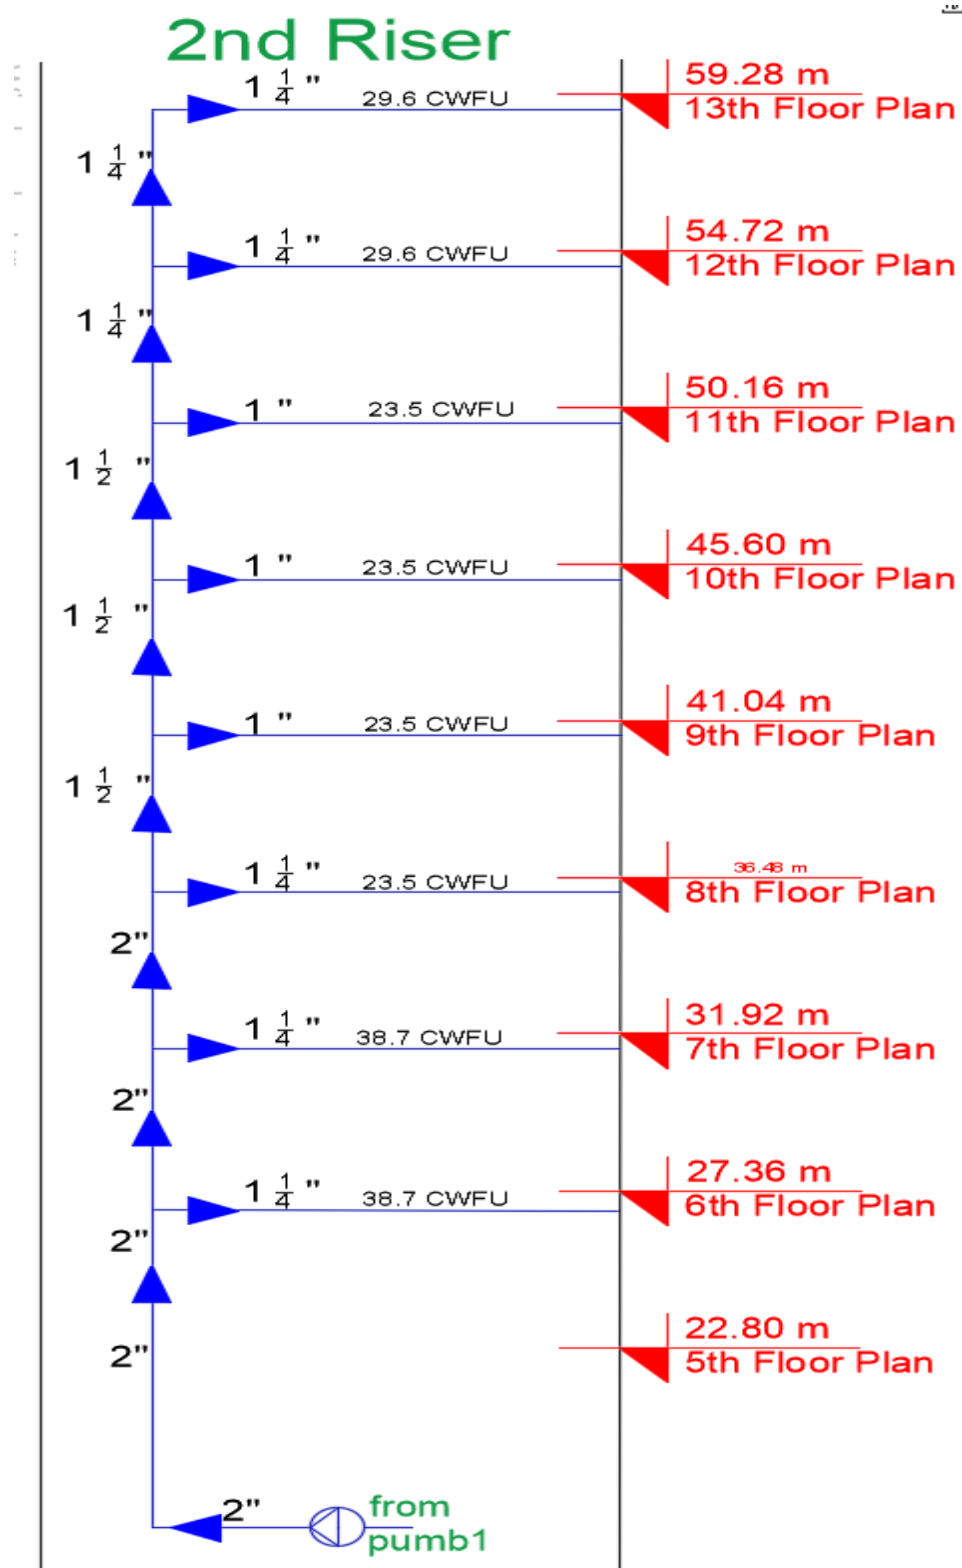 2nd Riser
1 1/4 "
29.6 CWFU
59.28 m
13th Floor Plan
1 1/4 "
1 1/4 "
29.6 CWFU
54.72 m
12th Floor Plan
1 1/4 "
1 "
23.5 CWFU
50.16 m
11th Floor Plan
1 1/2 "
1 "
23.5 CWFU
45.60 m
10th Floor Plan
1 1/2 "
1 "
23.5 CWFU
41.04 m
9th Floor Plan
1 1/2 "
1 1/4 "
23.5 CWFU
36.48 m
8th Floor Plan
2"
1 1/4 "
38.7 CWFU
31.92 m
7th Floor Plan
2"
1 1/4 "
38.7 CWFU
27.36 m
6th Floor Plan
2"
22.80 m
5th Floor Plan
2"
2"
from
pumb1